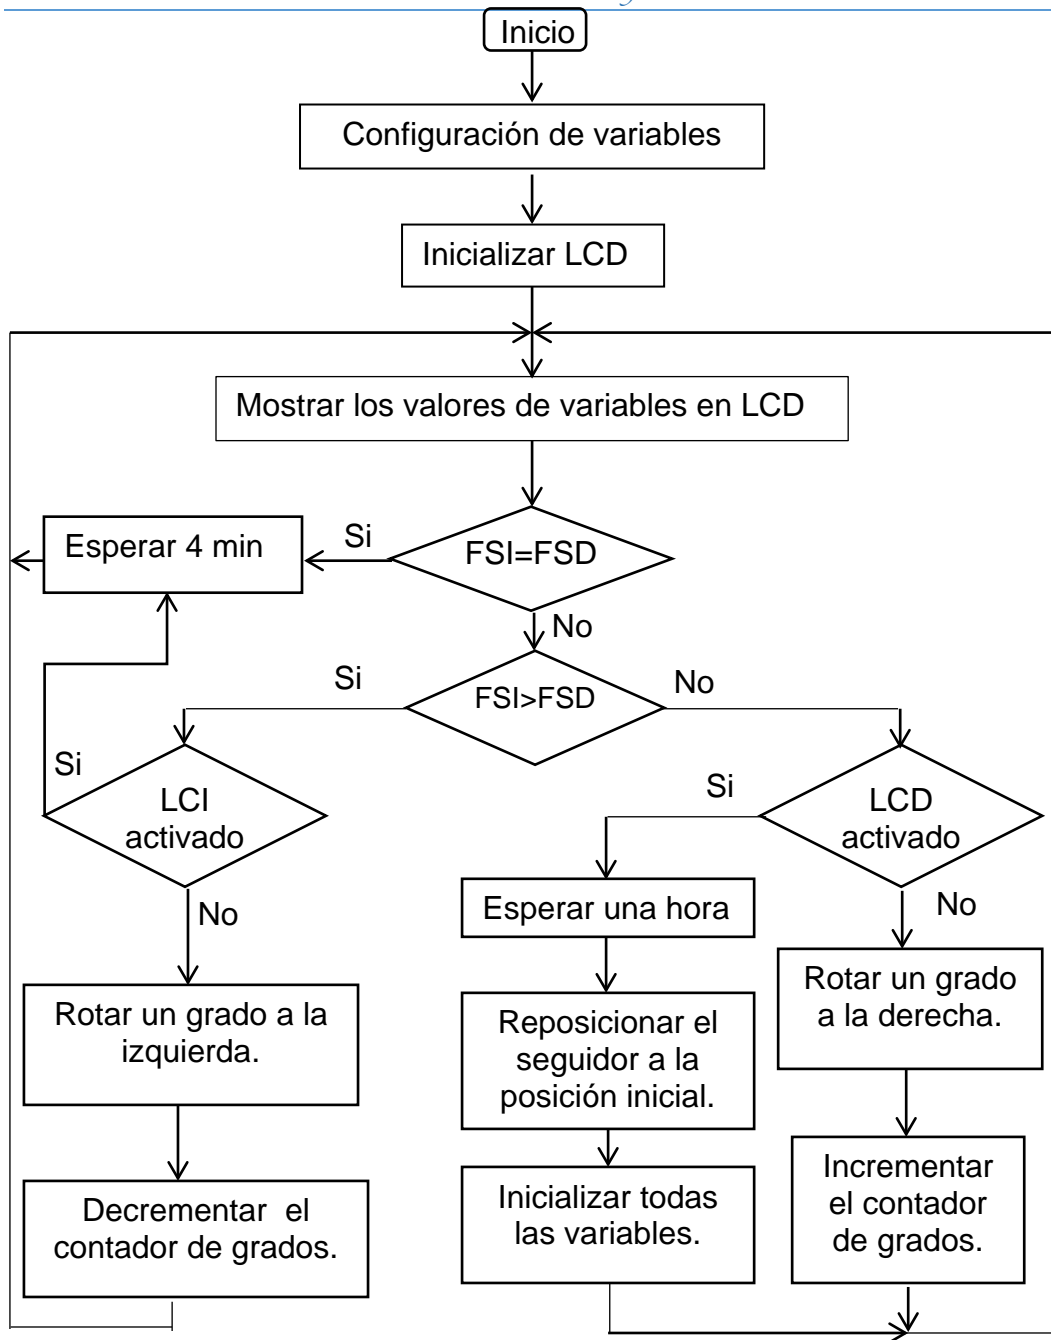 Inicio
Configuración de variables
Inicializar LCD
Mostrar los valores de variables en LCD
Esperar 4 min
Si
FSI=FSD
No
Si
FSI>FSD
No
Si
LCI
activado
Si
LCD
activado
No
Esperar una hora
No
Rotar un grado a la
izquierda.
Reposicionar el
seguidor a la
posición inicial.
Rotar un grado
a la derecha.
Decrementar el
contador de grados.
Inicializar todas
las variables.
Incrementar
el contador
de grados.